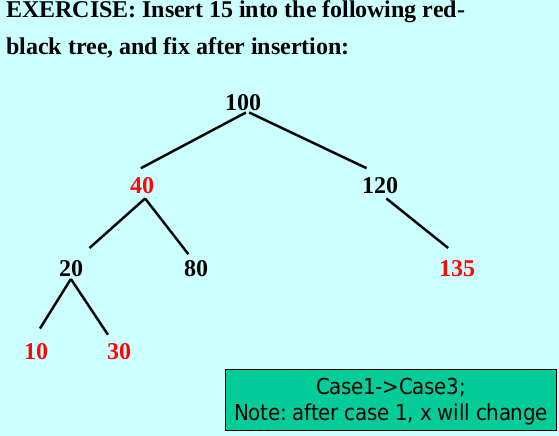 EXERCISE: Insert 15 into the following red-
black tree, and fix after insertion:
100
40
120
20
80
135
10
30
Case1->Case3;
Note: after case 1, x will change